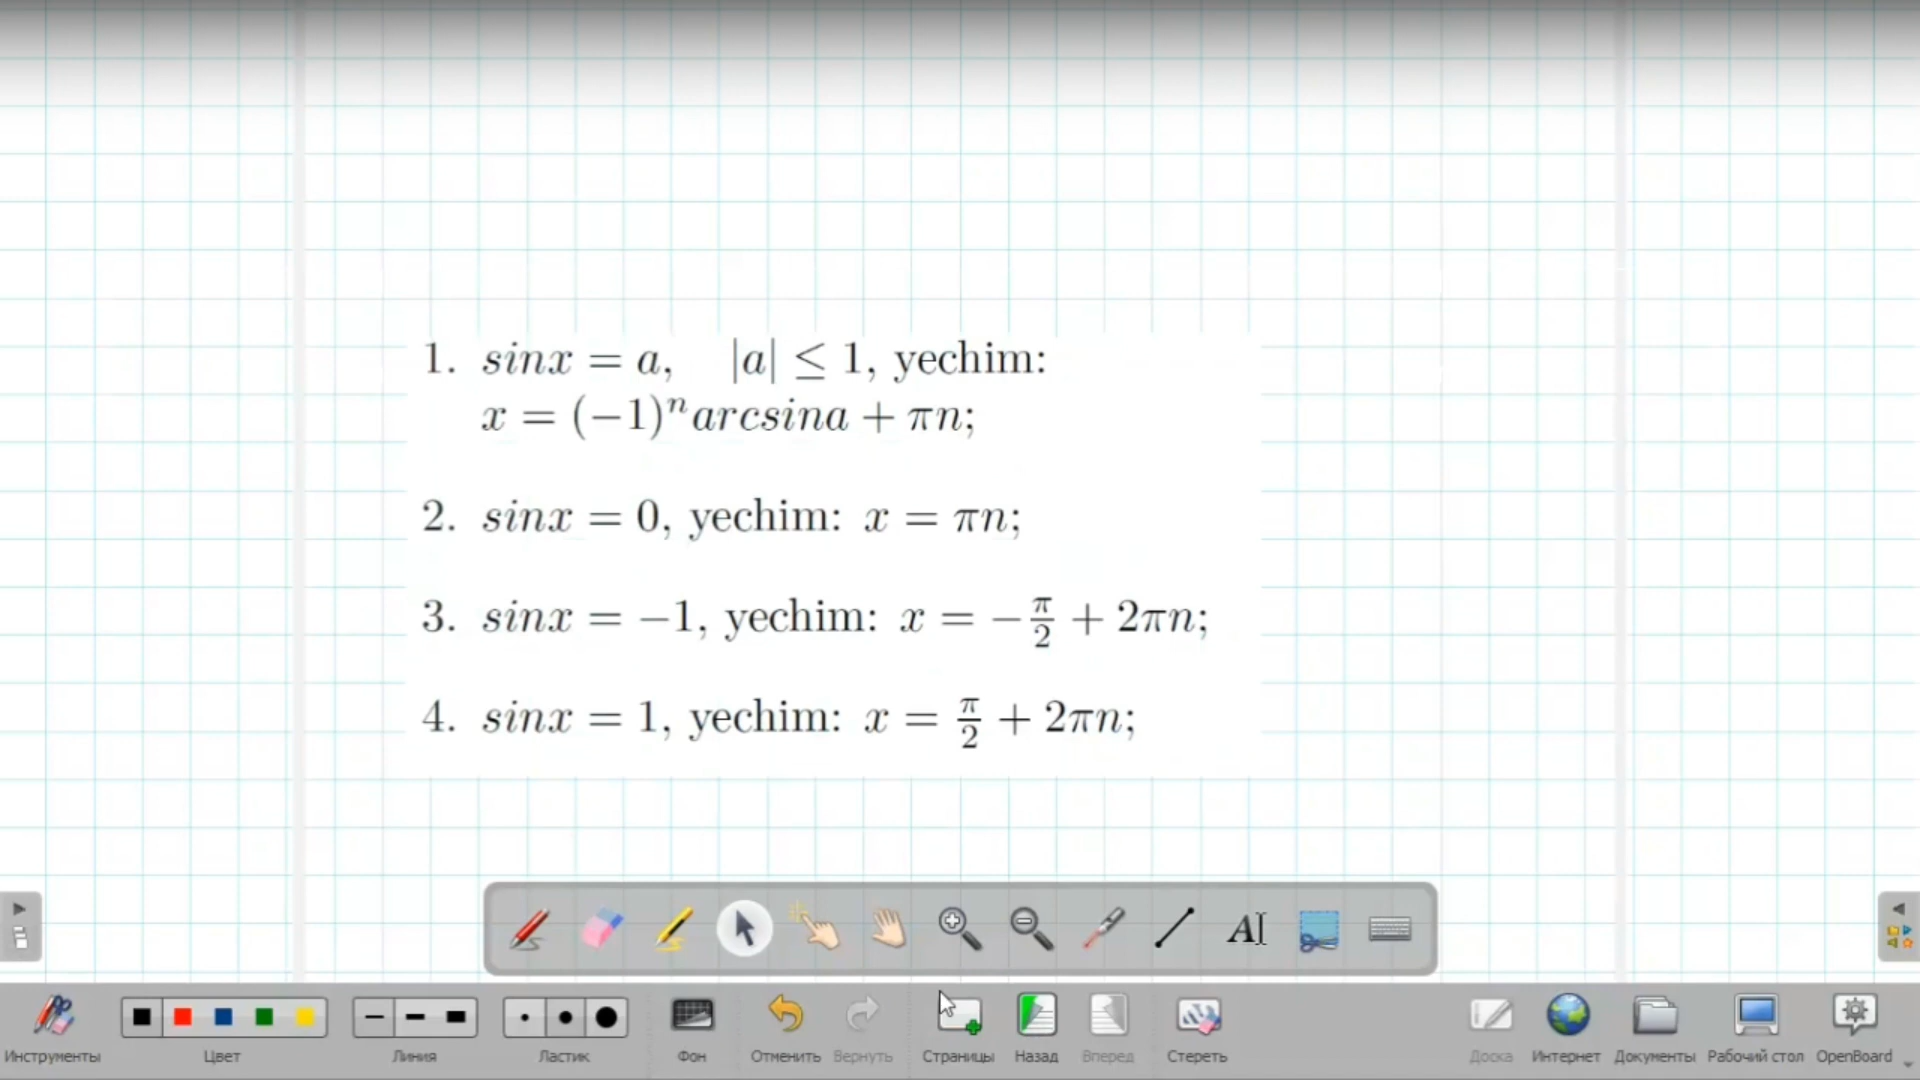 1. sinx = a, |a| ≤ 1, yechim:
x = (−1)ⁿarcsina + πn;
2. sinx = 0, yechim: x = πn;
3. sinx = −1, yechim: x = −π/2 + 2πn;
4. sinx = 1, yechim: x = π/2 + 2πn;
Инструменты Цвет Линия Ластик Фон Отменить Вернуть Страницы Назад Вперед Стереть Доска Интернет Документы Рабочий стол OpenBoard